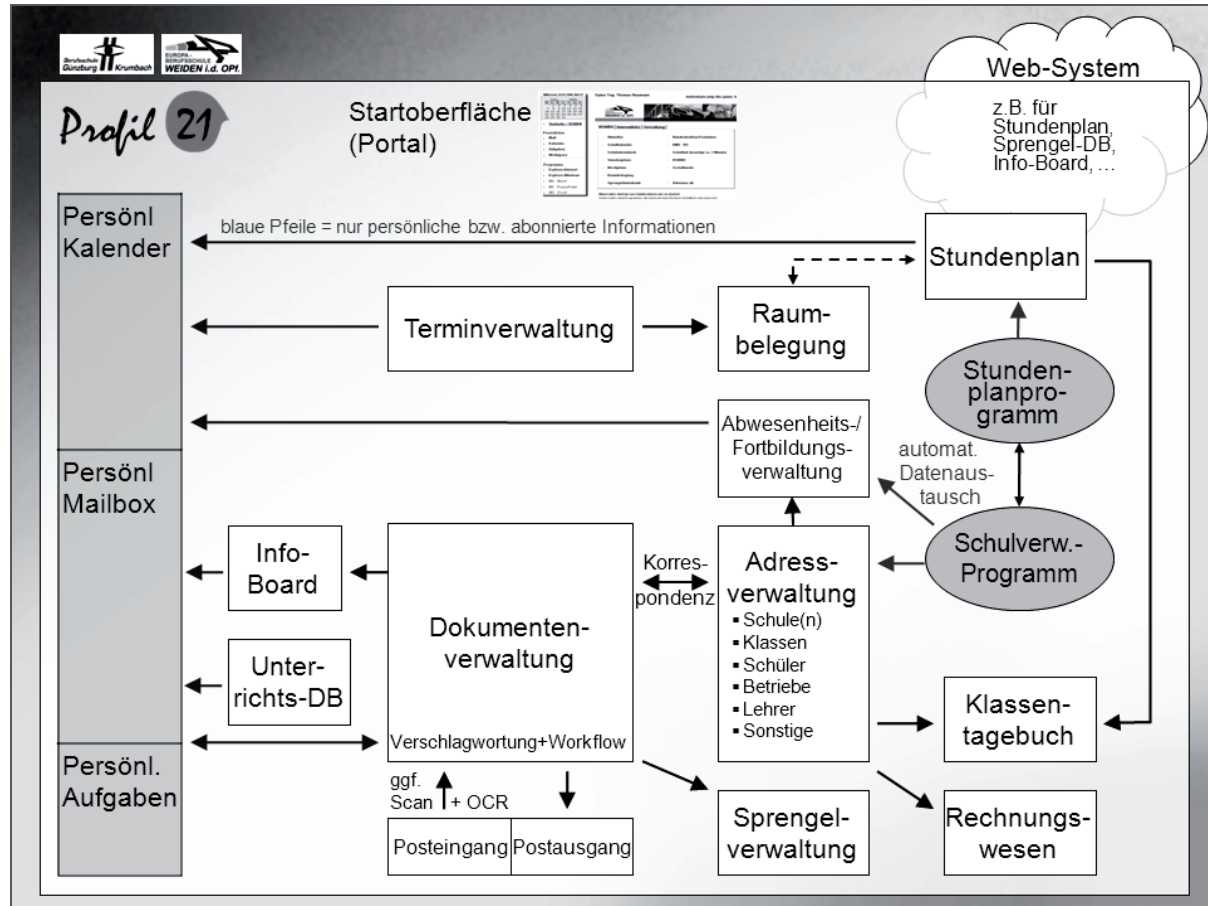 Berufsschule
Günzburg Krumbach
EUROPA-
BERUFSSCHULE
WEIDEN i.d. OPf.
Profil 21
Startoberfläche
(Portal)
Web-System
z.B. für
Stundenplan,
Sprengel-DB,
Info-Board, ...
Persönl
Kalender
blaue Pfeile = nur persönliche bzw. abonnierte Informationen
Stundenplan
Terminverwaltung
Raum-
belegung
Stunden-
planpro-
gramm
Abwesenheits-/
Fortbildungs-
verwaltung
automat.
Datenaus-
tausch
Persönl
Mailbox
Info-
Board
Dokumenten-
verwaltung
Korres-
pondenz
Adress-
verwaltung
▪ Schule(n)
▪ Klassen
▪ Schüler
▪ Betriebe
▪ Lehrer
▪ Sonstige
Schulverw.-
Programm
Unter-
richts-DB
Klassen-
tagebuch
Verschlagwortung+Workflow
Persönl.
Aufgaben
ggf.
Scan + OCR
Posteingang
Postausgang
Sprengel-
verwaltung
Rechnungs-
wesen